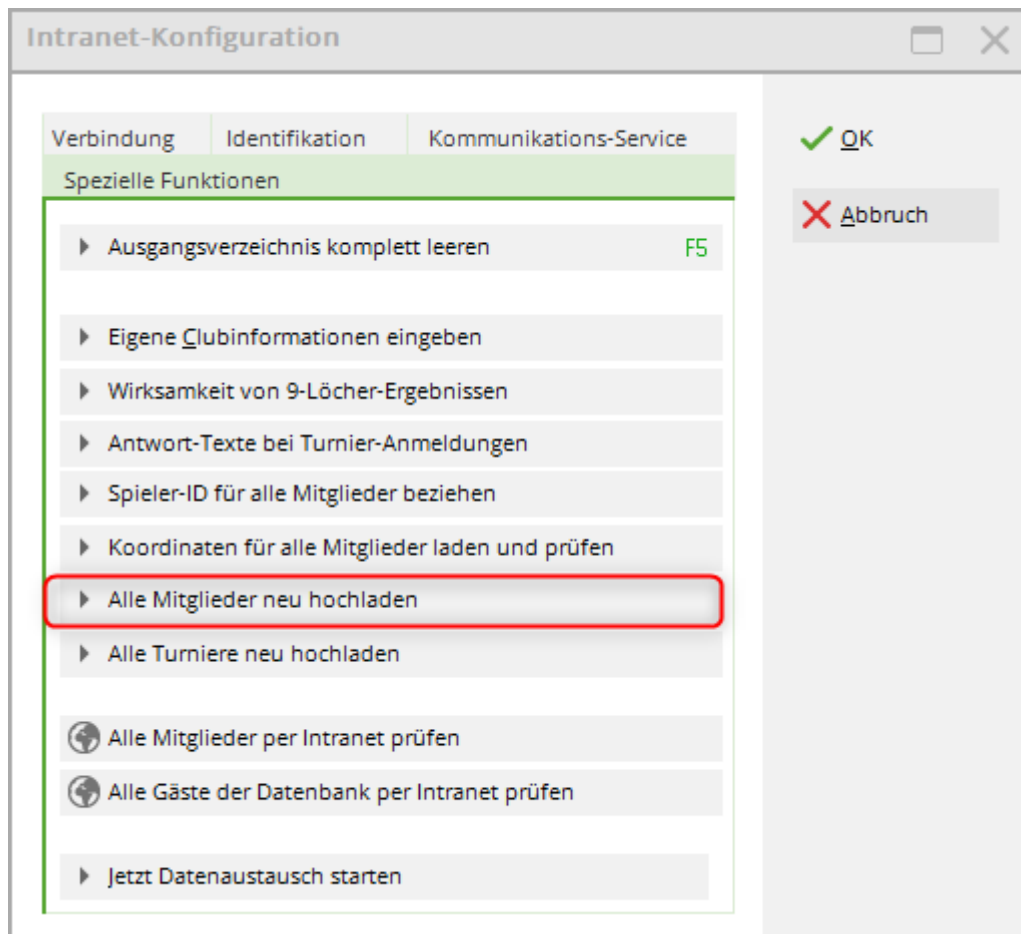 Intranet-Konfiguration
Verbindung Identifikation Kommunikations-Service
Spezielle Funktionen
Ausgangsverzeichnis komplett leeren F5
Eigene Clubinformationen eingeben
Wirksamkeit von 9-Löcher-Ergebnissen
Antwort-Texte bei Turnier-Anmeldungen
Spieler-ID für alle Mitglieder beziehen
Koordinaten für alle Mitglieder laden und prüfen
Alle Mitglieder neu hochladen
Alle Turniere neu hochladen
Alle Mitglieder per Intranet prüfen
Alle Gäste der Datenbank per Intranet prüfen
Jetzt Datenaustausch starten
OK
Abbruch